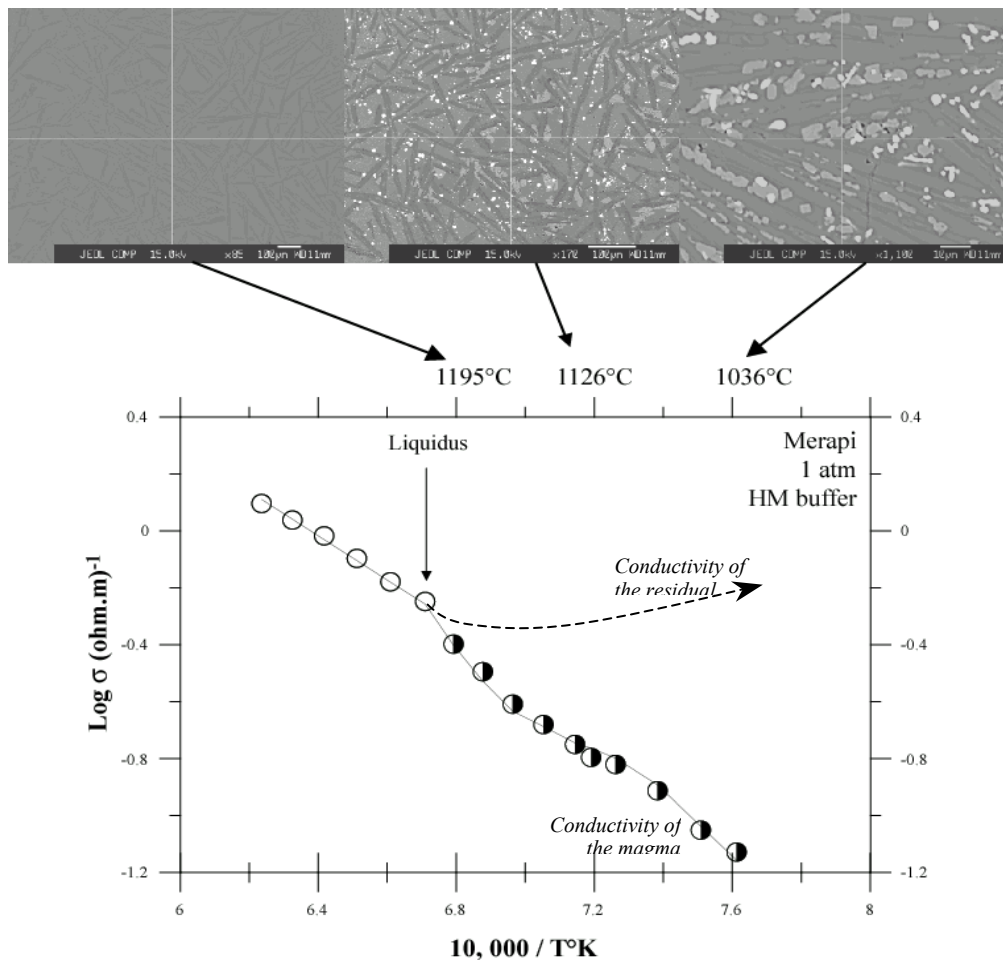 JEOL COMP 15.0kV ×85 100µm WD11mm
JEOL COMP 15.0kV ×170 100µm WD11mm
JEOL COMP 15.0kV ×1,100 10µm WD11mm
1195°C 1126°C 1036°C
0.4 0.4
Liquidus
Merapi
1 atm
HM buffer
0 0
Conductivity of
the residual
-0.4 -0.4
Log σ (ohm.m)-1
-0.8 -0.8
Conductivity of
the magma
-1.2 -1.2
6 6.4 6.8 7.2 7.6 8
10, 000 / T°K